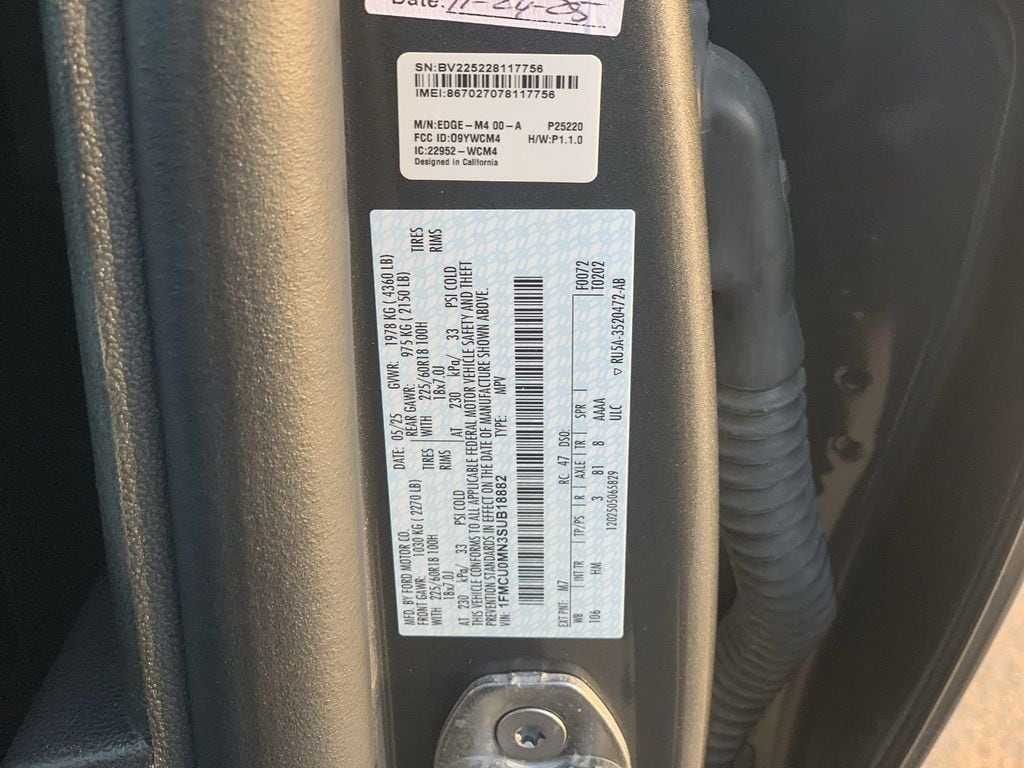 Date: 11-24-25
SN:BV225228117756
IMEI:867027078117756
M/N:EDGE-M4 00-A P25220
FCC ID:O9YWCM4 H/W:P1.1.0
IC:22952-WCM4
Designed in California
MFD. BY FORD MOTOR CO. DATE: 05/25 GVWR: 1978 KG ( 4360 LB)
FRONT GAWR: 1030 KG ( 2270 LB) REAR GAWR: 975 KG ( 2150 LB)
WITH 225/60R18 100H TIRES WITH 225/60R18 100H TIRES
18x7.0J RIMS 18x7.0J RIMS
AT 230 kPa/ 33 PSI COLD AT 230 kPa/ 33 PSI COLD
THIS VEHICLE CONFORMS TO ALL APPLICABLE FEDERAL MOTOR VEHICLE SAFETY AND THEFT
PREVENTION STANDARDS IN EFFECT ON THE DATE OF MANUFACTURE SHOWN ABOVE.
VIN: 1FMCU0MN3SUB18882 TYPE: MPV
EXT PNT: M7 RC: 47 DSO: F0072
WB INT TR TP/PS R AXLE TR SPR T0202
106 HM 3 81 8 AAAA
1202505065829 ULC ▽ RU5A-3520472-AB